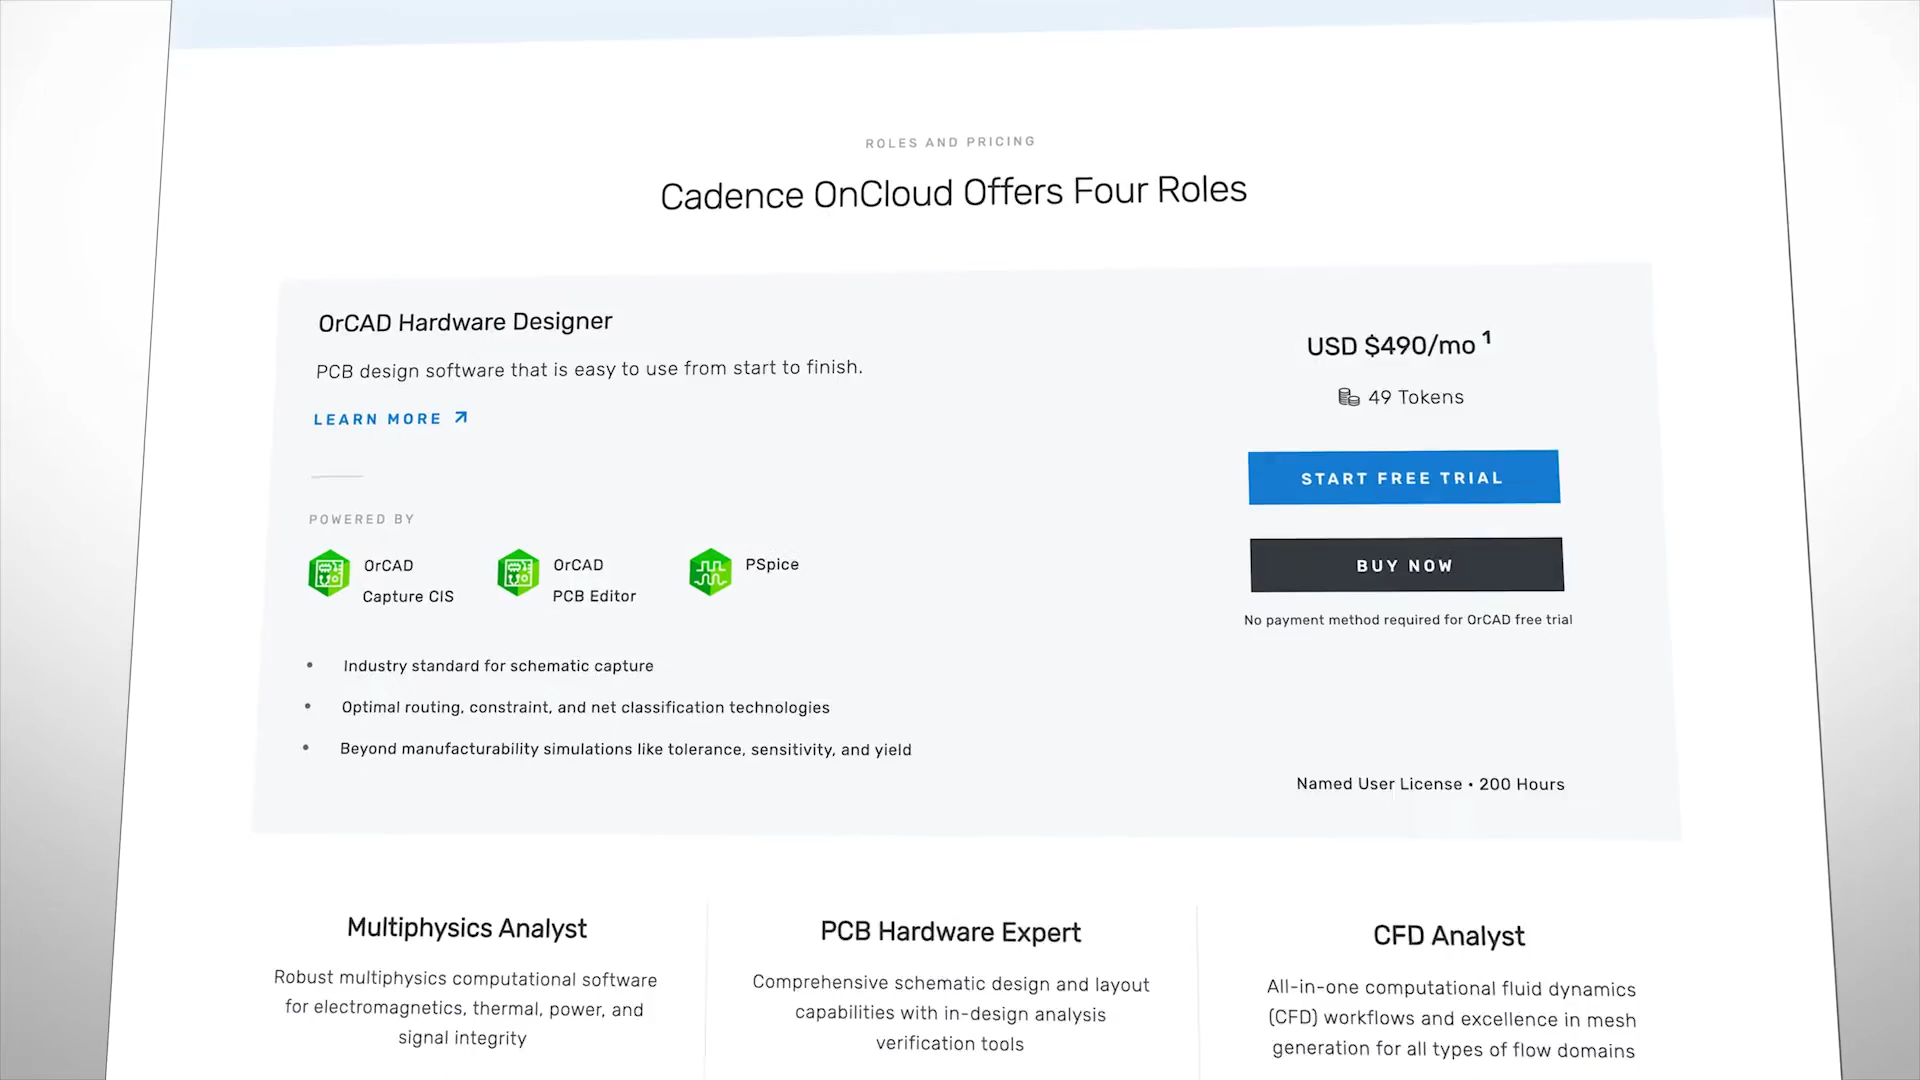 ROLES AND PRICING
Cadence OnCloud Offers Four Roles
OrCAD Hardware Designer
PCB design software that is easy to use from start to finish.
LEARN MORE
POWERED BY
OrCAD
Capture CIS
OrCAD
PCB Editor
PSpice
• Industry standard for schematic capture
• Optimal routing, constraint, and net classification technologies
• Beyond manufacturability simulations like tolerance, sensitivity, and yield
USD $490/mo 1
49 Tokens
START FREE TRIAL
BUY NOW
No payment method required for OrCAD free trial
Named User License • 200 Hours
Multiphysics Analyst
Robust multiphysics computational software
for electromagnetics, thermal, power, and
signal integrity
PCB Hardware Expert
Comprehensive schematic design and layout
capabilities with in-design analysis
verification tools
CFD Analyst
All-in-one computational fluid dynamics
(CFD) workflows and excellence in mesh
generation for all types of flow domains